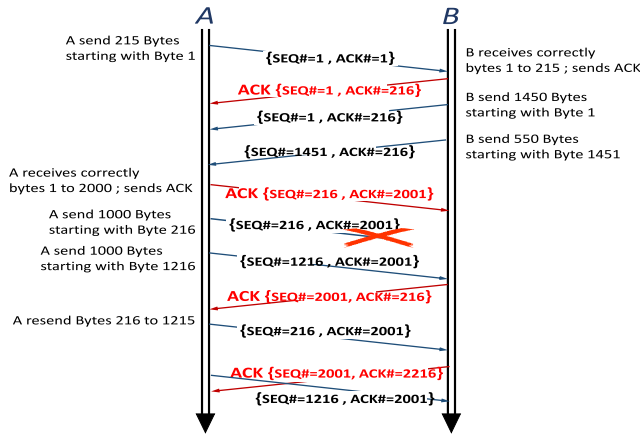 A
B
A send 215 Bytes
starting with Byte 1
{SEQ#=1 , ACK#=1}
B receives correctly
bytes 1 to 215 ; sends ACK
ACK {SEQ#=1 , ACK#=216}
B send 1450 Bytes
starting with Byte 1
{SEQ#=1 , ACK#=216}
B send 550 Bytes
starting with Byte 1451
{SEQ#=1451 , ACK#=216}
A receives correctly
bytes 1 to 2000 ; sends ACK
ACK {SEQ#=216 , ACK#=2001}
A send 1000 Bytes
starting with Byte 216
{SEQ#=216 , ACK#=2001}
A send 1000 Bytes
starting with Byte 1216
{SEQ#=1216 , ACK#=2001}
ACK {SEQ#=2001, ACK#=216}
A resend Bytes 216 to 1215
{SEQ#=216 , ACK#=2001}
ACK {SEQ#=2001, ACK#=2216}
{SEQ#=1216 , ACK#=2001}